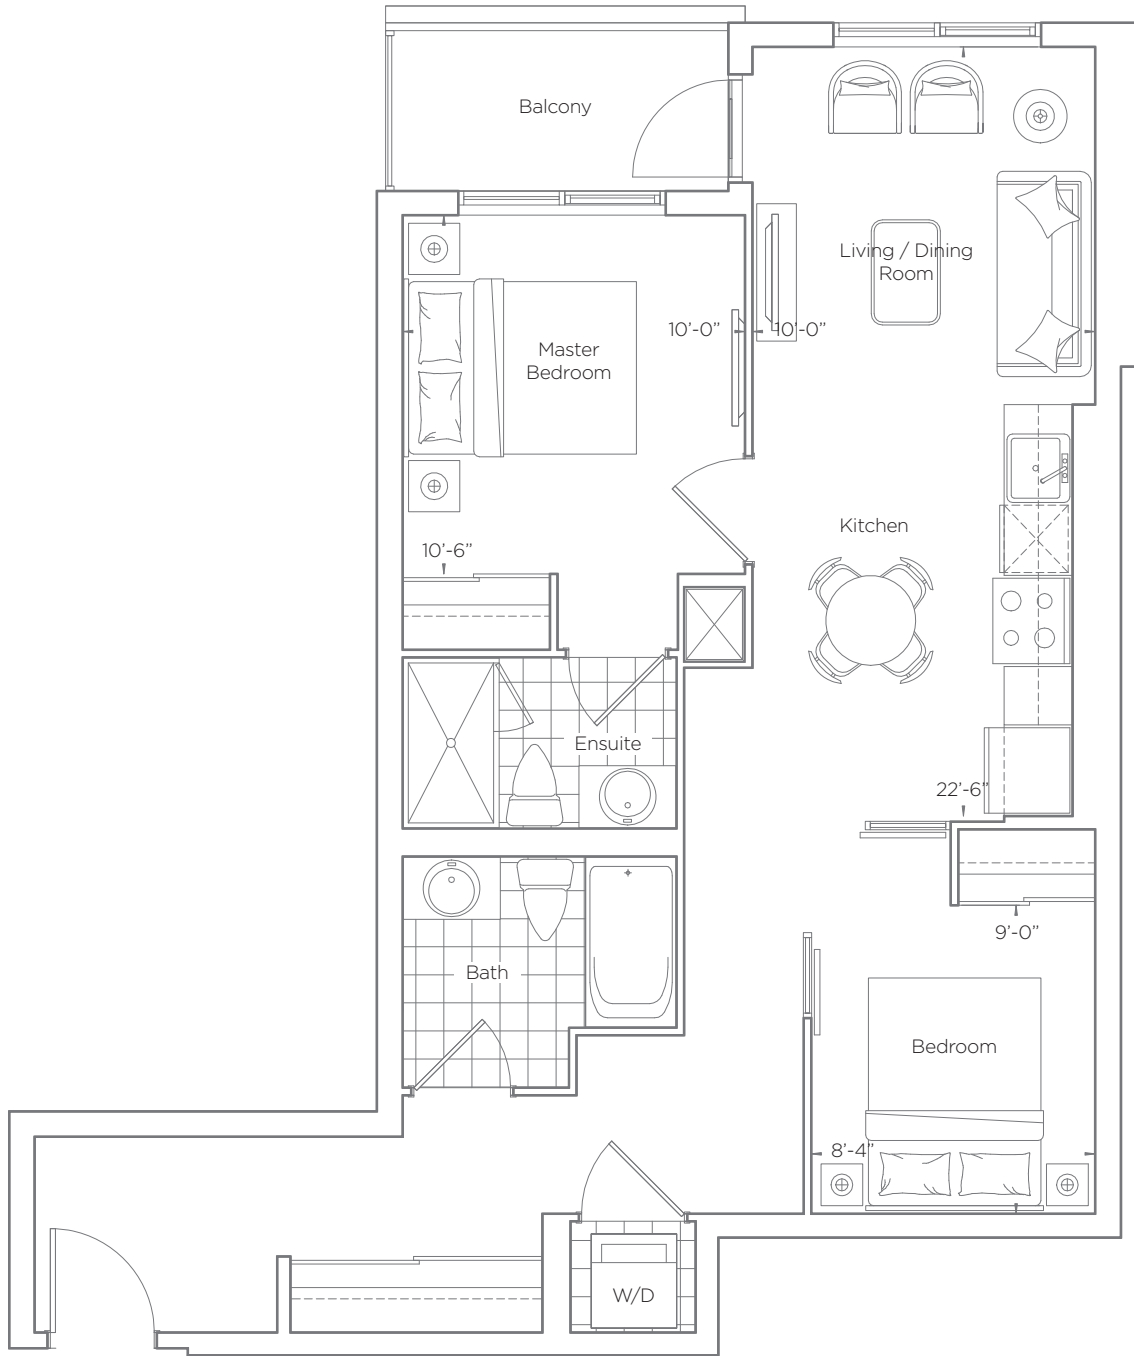 Balcony
Living / Dining
Room
10’-0”
10’-0”
Master
Bedroom
Kitchen
10’-6”
Ensuite
22’-6”
9’-0”
Bath
Bedroom
8’-4”
W/D